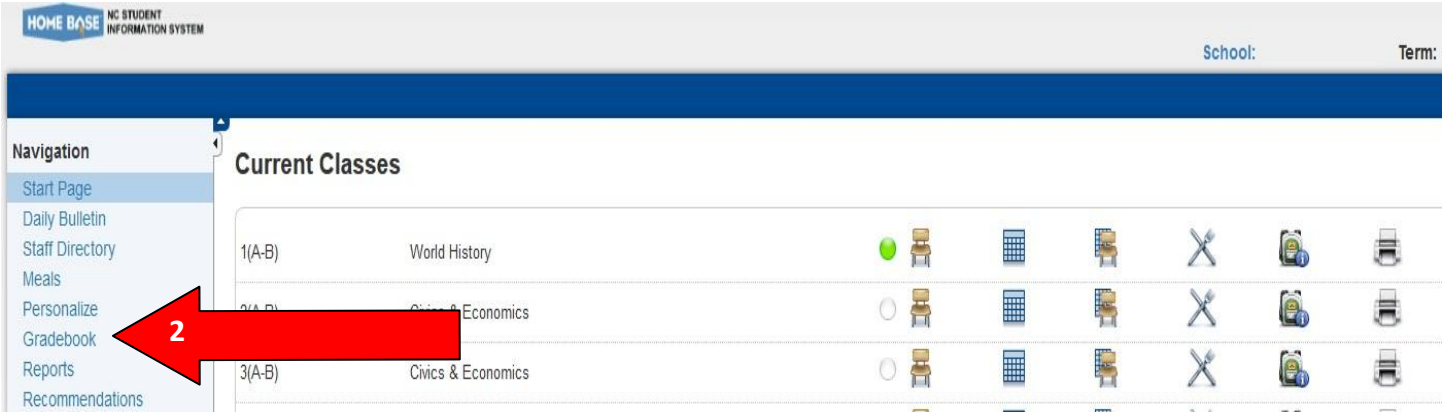 HOME BASE NC STUDENT
INFORMATION SYSTEM
School: Term:
Navigation
Start Page
Daily Bulletin
Staff Directory
Meals
Personalize
Gradebook
Reports
Recommendations
Current Classes
1(A-B) World History
2
Economics
3(A-B) Civics & Economics